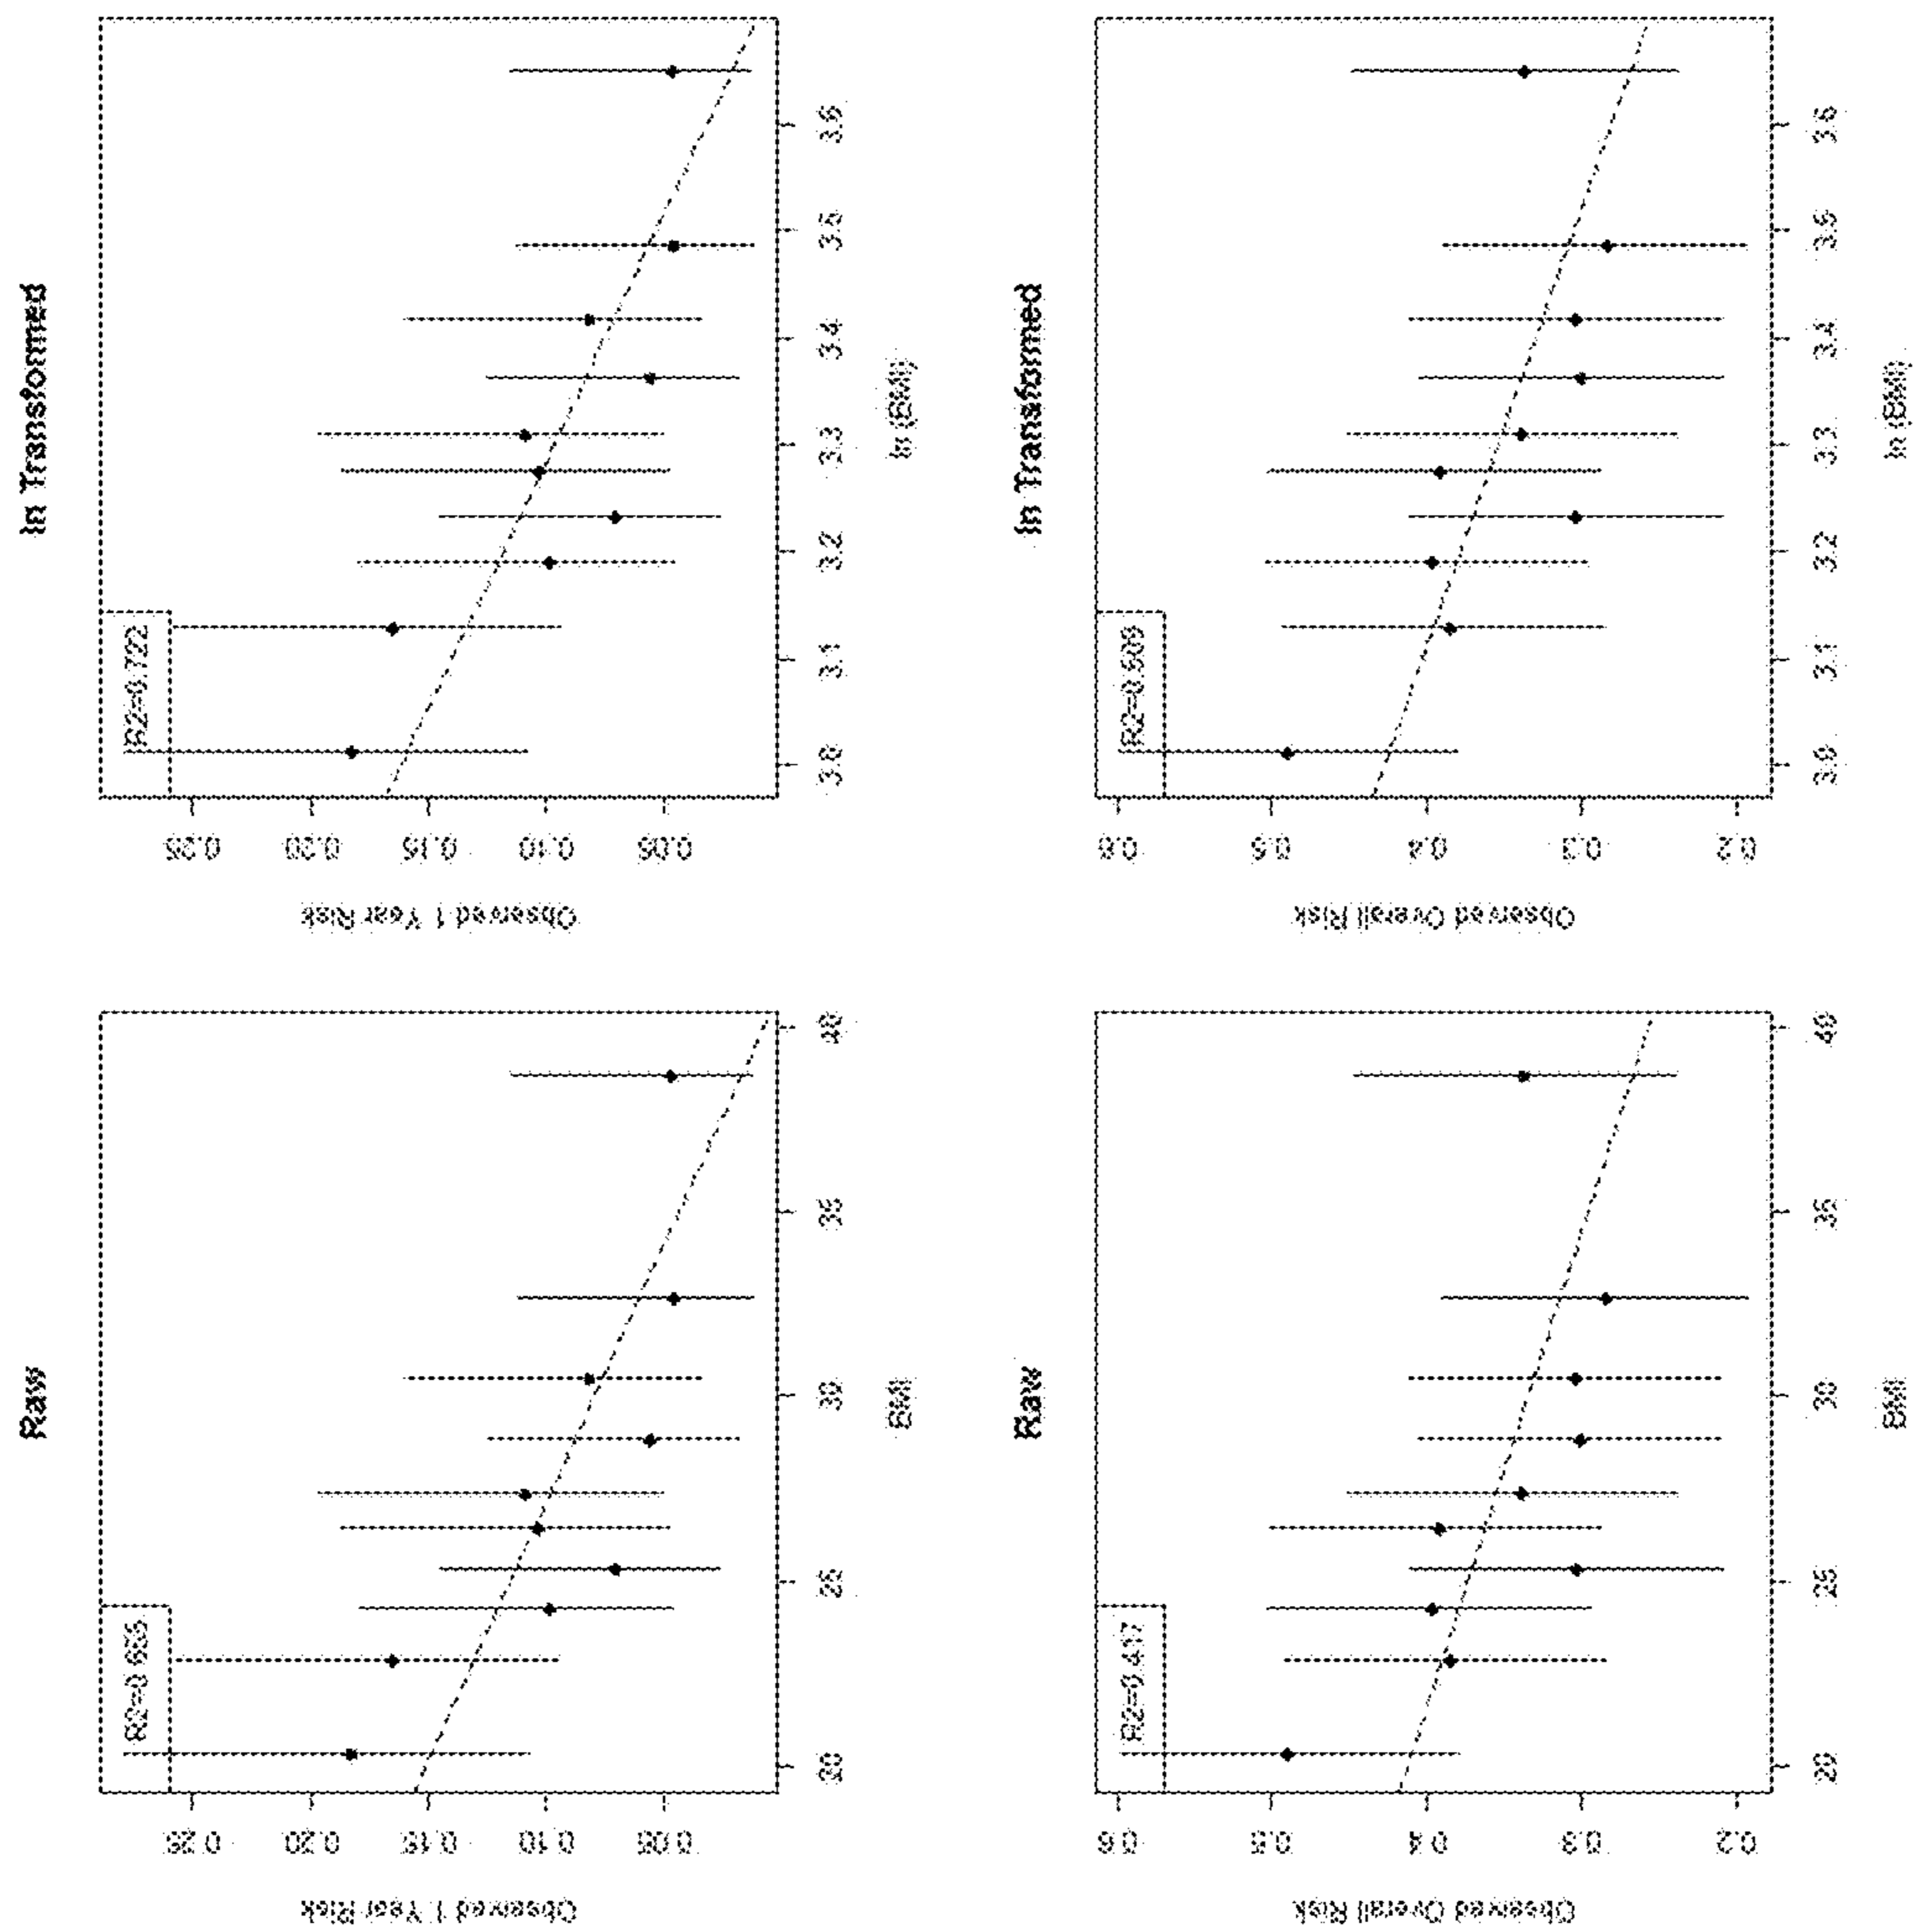 Raw
Observed 1 Year Risk
0.25
0.20
0.15
0.10
0.05
20 25 30 35 40
BMI
ln Transformed
R2=0.722
Observed 1 Year Risk
0.25
0.20
0.15
0.10
0.05
3.0 3.1 3.2 3.3 3.4 3.5 3.6
ln (BMI)
Raw
R2=0.417
Observed Overall Risk
0.6
0.5
0.4
0.3
0.2
20 25 30 35 40
BMI
ln Transformed
R2=0.509
Observed Overall Risk
0.6
0.5
0.4
0.3
0.2
3.0 3.1 3.2 3.3 3.4 3.5 3.6
ln (BMI)